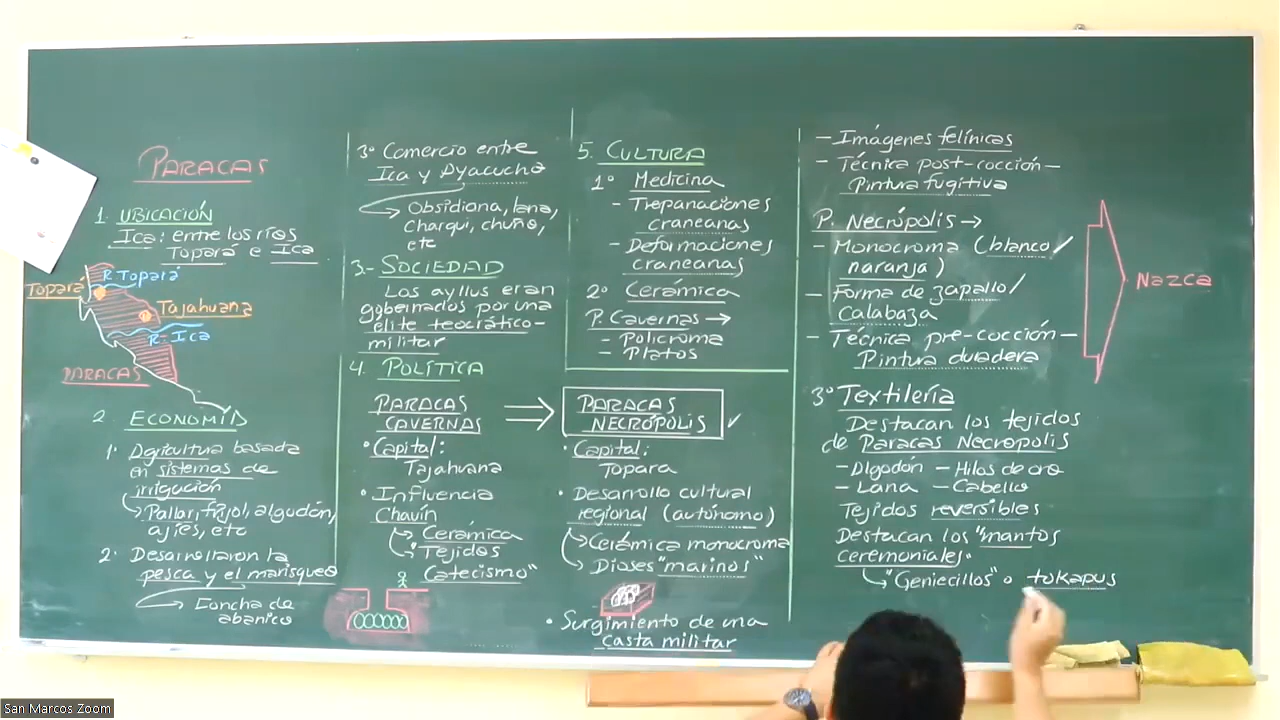 PARACAS
1. UBICACIÓN
Ica: entre los ríos
Topará e Ica
R. Topará
Topará
Tajahuana
R. Ica
PARACAS
2 ECONOMIA
1° Agricultura basada
en sistemas de
irrigación
Pallar, frijol, algodón,
ajíes, etc
2° Desarrollaron la
pesca y el marisqueo
Concha de
abanico
3° Comercio entre
Ica y Ayacucho
Obsidiana, lana,
charqui, chuño,
etc
3.- SOCIEDAD
Los ayllus eran
gobernados por una
élite teocrático-
militar
4. POLÍTICA
PARACAS
CAVERNAS
• Capital:
Tajahuana
• Influencia
Chavín
Cerámica
Tejidos
"Catecismo"
PARACAS
NECRÓPOLIS
• Capital:
Topara
• Desarrollo cultural
regional (autónomo)
Cerámica monocroma
Dioses "marinos"
• Surgimiento de una
casta militar
5. CULTURA
1° Medicina
- Trepanaciones
craneanas
- Deformaciones
craneanas
2° Cerámica
P. Cavernas →
- Policroma
- Platos
- Imágenes felínicas
- Técnica post-cocción-
Pintura fugitiva
P. Necrópolis →
- Monocroma (blanco/
naranja)
- Forma de zapallo/
calabaza
- Técnica pre-cocción-
Pintura duradera
3° Textilería
Destacan los tejidos
de Paracas Necropolis
- Algodón - Hilos de oro
- Lana - Cabello
Tejidos reversibles
Destacan los "mantos
ceremoniales"
"Geniecillos" o tokapus
Nazca
San Marcos Zoom